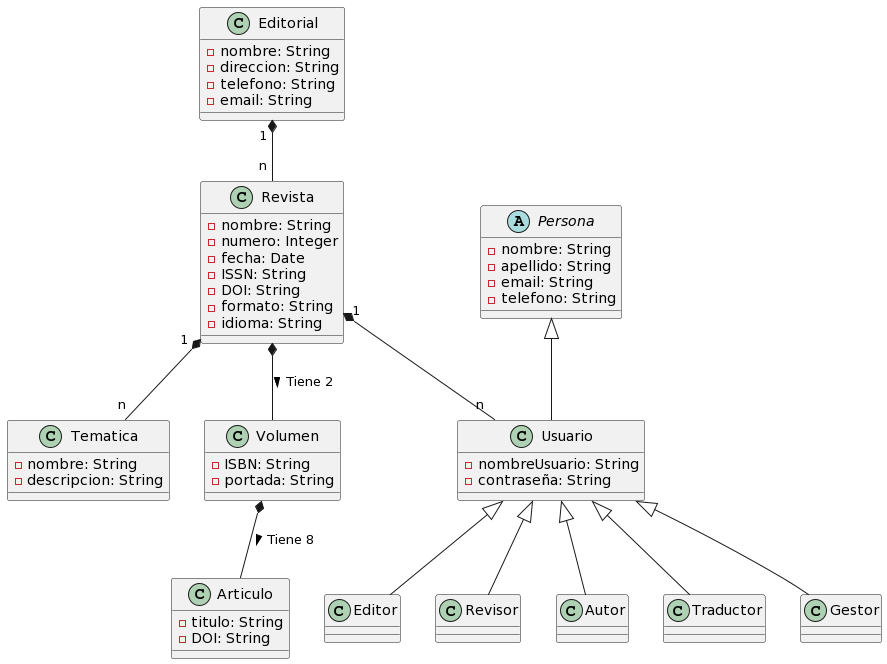 C Editorial
nombre: String
direccion: String
telefono: String
email: String
1
n
C Revista
nombre: String
numero: Integer
fecha: Date
ISSN: String
DOI: String
formato: String
idioma: String
A Persona
nombre: String
apellido: String
email: String
telefono: String
1
1
Tiene 2
n
n
C Tematica
nombre: String
descripcion: String
C Volumen
ISBN: String
portada: String
C Usuario
nombreUsuario: String
contraseña: String
Tiene 8
C Articulo
titulo: String
DOI: String
C Editor
C Revisor
C Autor
C Traductor
C Gestor